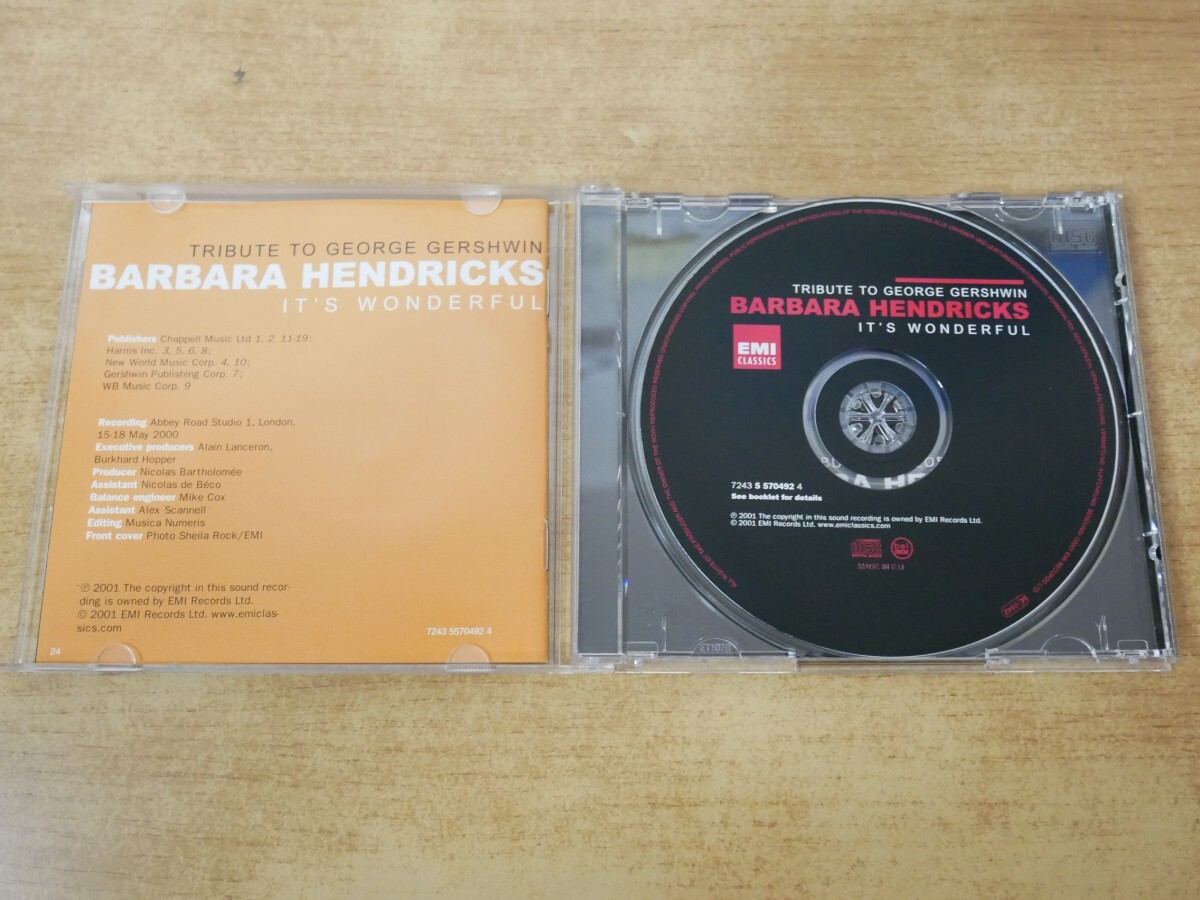 TRIBUTE TO GEORGE GERSHWIN
BARBARA HENDRICKS
IT'S WONDERFUL
Publishers Chappell Music Ltd 1, 2, 11-19;
Harms Inc. 3, 5, 6, 8;
New World Music Corp. 4, 10;
Gershwin Publishing Corp. 7;
WB Music Corp. 9
Recording Abbey Road Studio 1, London,
15-18 May 2000
Executive producers Alain Lanceron,
Burkhard Hopper
Producer Nicolas Bartholomée
Assistant Nicolas de Béco
Balance engineer Mike Cox
Assistant Alex Scannell
Editing Musica Numeris
Front cover Photo Sheila Rock/EMI
℗ 2001 The copyright in this sound recor-
ding is owned by EMI Records Ltd.
© 2001 EMI Records Ltd. www.emiclas-
sics.com
7243 5570492 4
24
TRIBUTE TO GEORGE GERSHWIN
BARBARA HENDRICKS
IT'S WONDERFUL
EMI
CLASSICS
7243 5 570492 4
See booklet for details
℗ 2001 The copyright in this sound recording is owned by EMI Records Ltd.
© 2001 EMI Records Ltd. www.emiclassics.com
disc
DIGITAL AUDIO
bel
BIEM
MADE IN E.U.